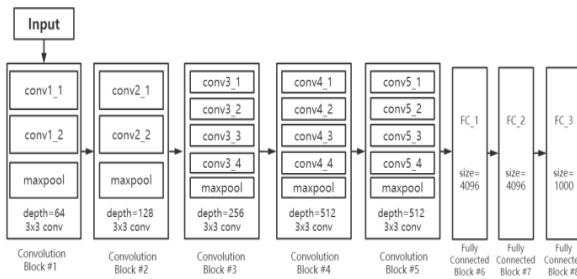 Input
conv1_1
conv1_2
maxpool
depth=64
3x3 conv
Convolution
Block #1
conv2_1
conv2_2
maxpool
depth=128
3x3 conv
Convolution
Block #2
conv3_1
conv3_2
conv3_3
conv3_4
maxpool
depth=256
3x3 conv
Convolution
Block #3
conv4_1
conv4_2
conv4_3
conv4_4
maxpool
depth=512
3x3 conv
Convolution
Block #4
conv5_1
conv5_2
conv5_3
conv5_4
maxpool
depth=512
3x3 conv
Convolution
Block #5
FC_1
size=
4096
Fully
Connected
Block #6
FC_2
size=
4096
Fully
Connected
Block #7
FC_3
size=
1000
Fully
Connected